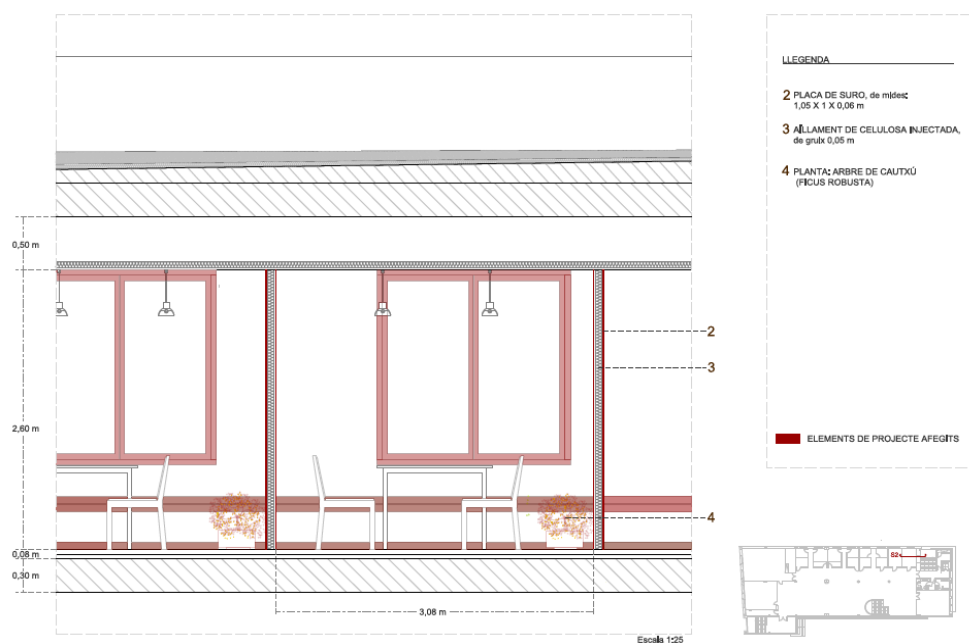 LLEGENDA
2 PLACA DE SURO, de mides:
1,05 X 1 X 0,06 m
3 AÏLLAMENT DE CELULOSA INJECTADA,
de gruix 0,05 m
4 PLANTA: ARBRE DE CAUTXÚ
(FICUS ROBUSTA)
0,50 m
2
3
2,60 m
ELEMENTS DE PROJECTE AFEGITS
4
0,08 m
S2
0,30 m
3,08 m
Escala 1:25